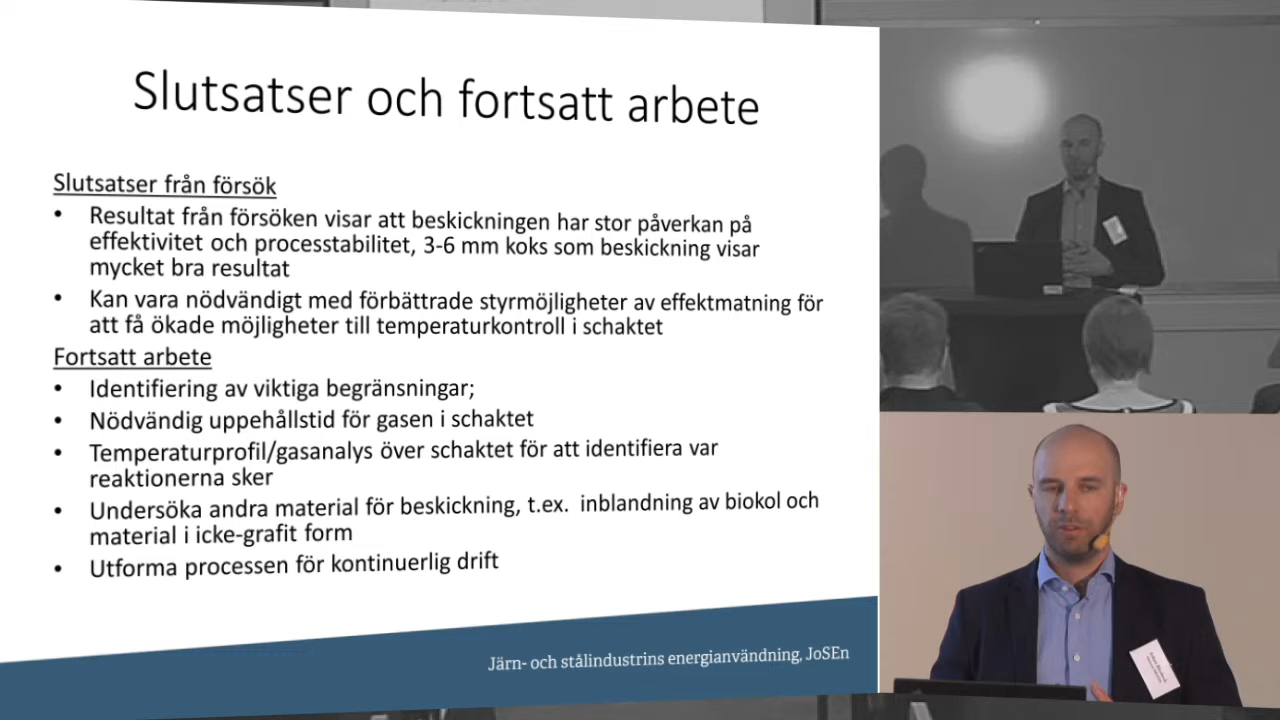 Slutsatser och fortsatt arbete
Slutsatser från försök
• Resultat från försöken visar att beskickningen har stor påverkan på
effektivitet och processtabilitet, 3-6 mm koks som beskickning visar
mycket bra resultat
• Kan vara nödvändigt med förbättrade styrmöjligheter av effektmatning för
att få ökade möjligheter till temperaturkontroll i schaktet
Fortsatt arbete
• Identifiering av viktiga begränsningar;
• Nödvändig uppehållstid för gasen i schaktet
• Temperaturprofil/gasanalys över schaktet för att identifiera var
reaktionerna sker
• Undersöka andra material för beskickning, t.ex. inblandning av biokol och
material i icke-grafit form
• Utforma processen för kontinuerlig drift
Järn- och stålindustrins energianvändning, JoSEn